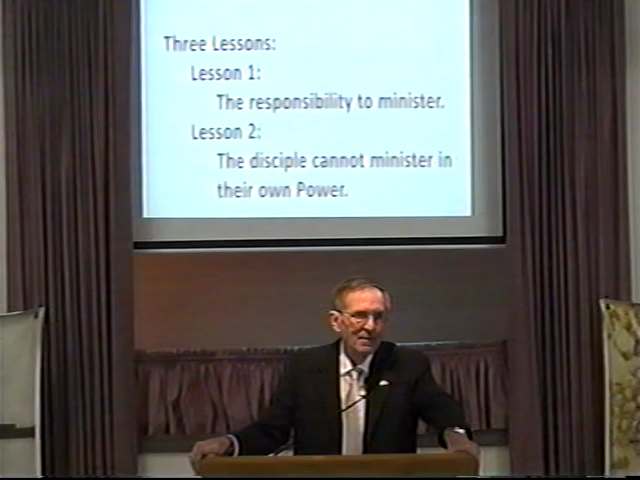 Three Lessons:
Lesson 1:
The responsibility to minister.
Lesson 2:
The disciple cannot minister in
their own Power.